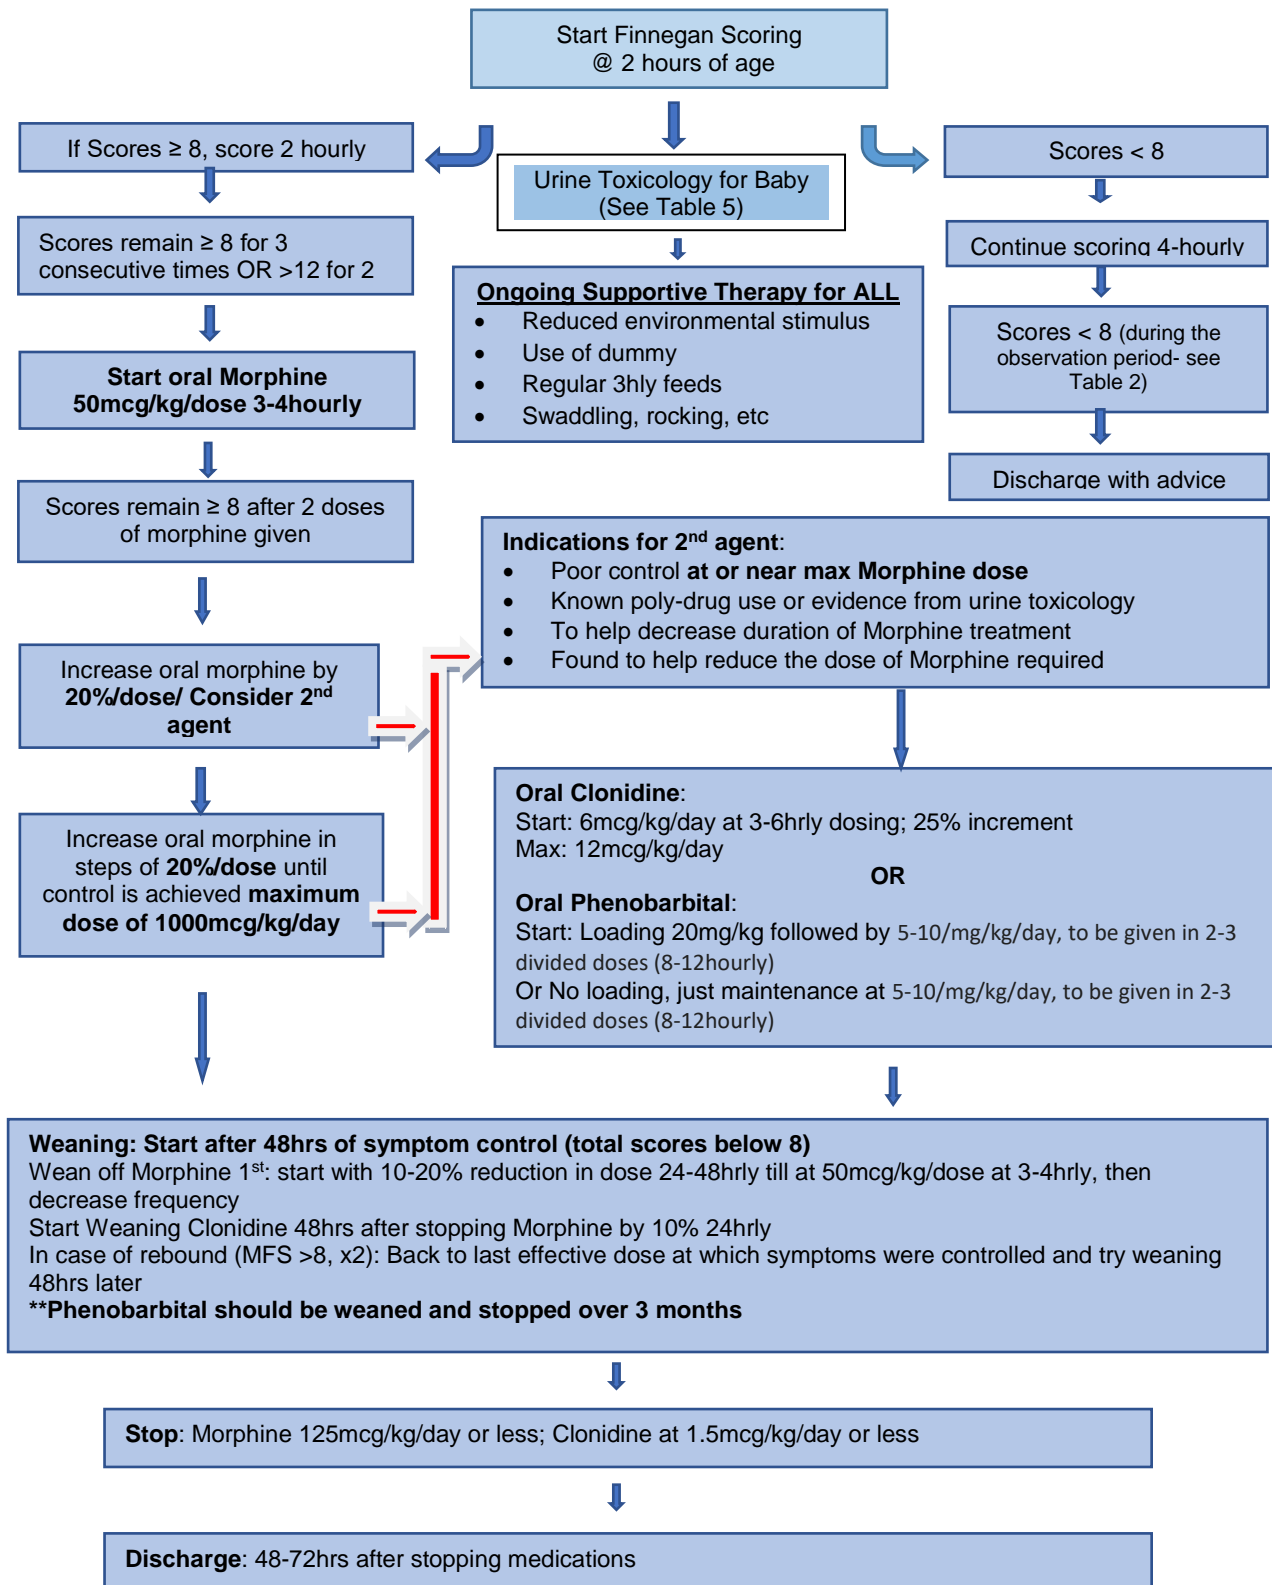 Start Finnegan Scoring
@ 2 hours of age
If Scores ≥ 8, score 2 hourly
Scores remain ≥ 8 for 3
consecutive times OR >12 for 2
Start oral Morphine
50mcg/kg/dose 3-4hourly
Scores remain ≥ 8 after 2 doses
of morphine given
Increase oral morphine by
20%/dose/ Consider 2nd
agent
Increase oral morphine in
steps of 20%/dose until
control is achieved maximum
dose of 1000mcg/kg/day
Urine Toxicology for Baby
(See Table 5)
Ongoing Supportive Therapy for ALL
• Reduced environmental stimulus
• Use of dummy
• Regular 3hly feeds
• Swaddling, rocking, etc
Scores < 8
Continue scoring 4-hourly
Scores < 8 (during the
observation period- see
Table 2)
Discharge with advice
Indications for 2nd agent:
• Poor control at or near max Morphine dose
• Known poly-drug use or evidence from urine toxicology
• To help decrease duration of Morphine treatment
• Found to help reduce the dose of Morphine required
Oral Clonidine:
Start: 6mcg/kg/day at 3-6hrly dosing; 25% increment
Max: 12mcg/kg/day
OR
Oral Phenobarbital:
Start: Loading 20mg/kg followed by 5-10/mg/kg/day, to be given in 2-3
divided doses (8-12hourly)
Or No loading, just maintenance at 5-10/mg/kg/day, to be given in 2-3
divided doses (8-12hourly)
Weaning: Start after 48hrs of symptom control (total scores below 8)
Wean off Morphine 1st: start with 10-20% reduction in dose 24-48hrly till at 50mcg/kg/dose at 3-4hrly, then
decrease frequency
Start Weaning Clonidine 48hrs after stopping Morphine by 10% 24hrly
In case of rebound (MFS >8, x2): Back to last effective dose at which symptoms were controlled and try weaning
48hrs later
**Phenobarbital should be weaned and stopped over 3 months
Stop: Morphine 125mcg/kg/day or less; Clonidine at 1.5mcg/kg/day or less
Discharge: 48-72hrs after stopping medications